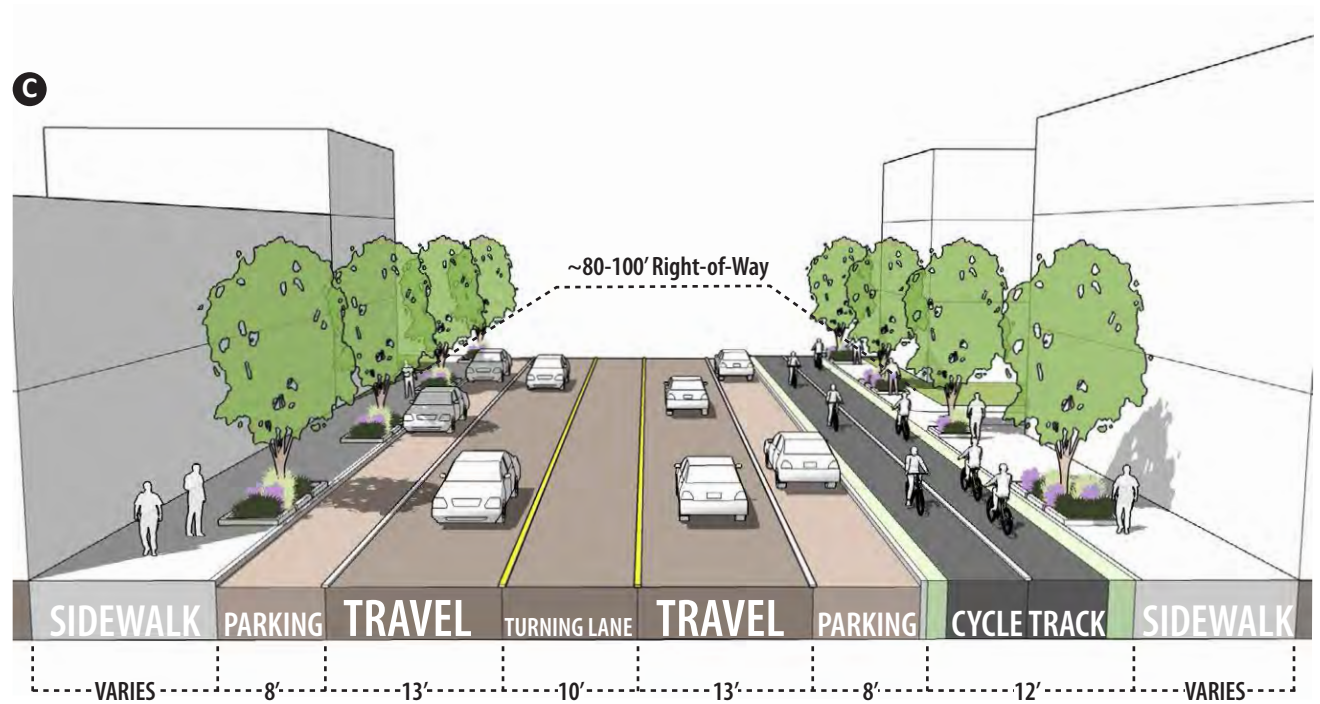 C
~80-100' Right-of-Way
SIDEWALK PARKING TRAVEL TURNING LANE TRAVEL PARKING CYCLE TRACK SIDEWALK
VARIES 8' 13' 10' 13' 8' 12' VARIES